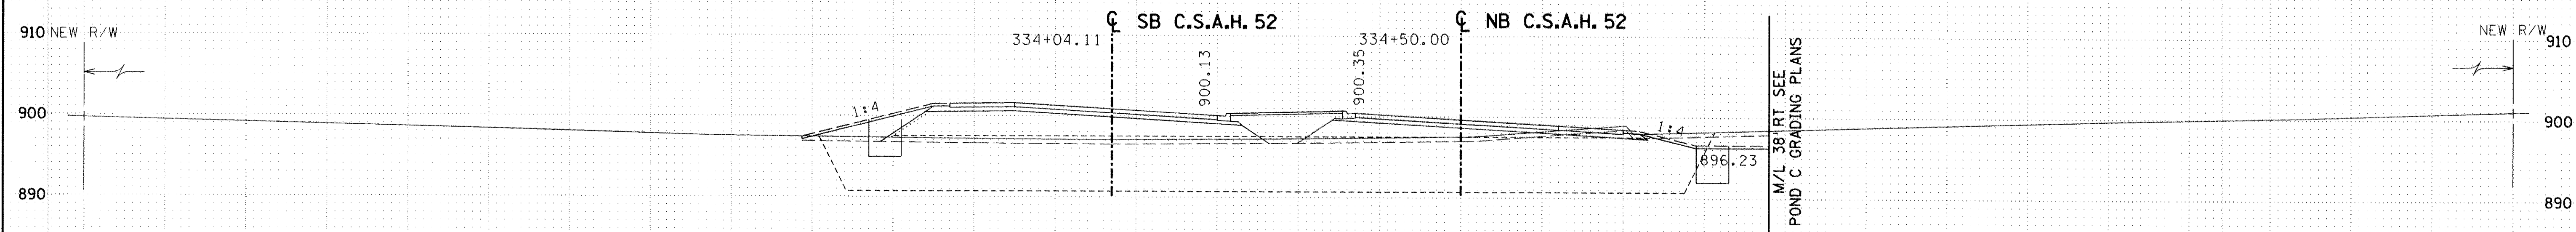 910 NEW R/W
℄ SB C.S.A.H. 52
℄ NB C.S.A.H. 52
NEW R/W 910
334+04.11
334+50.00
900.13
900.35
900
1:4
1:4
900
896.23
890
890
M/L 38' RT SEE
POND C GRADING PLANS